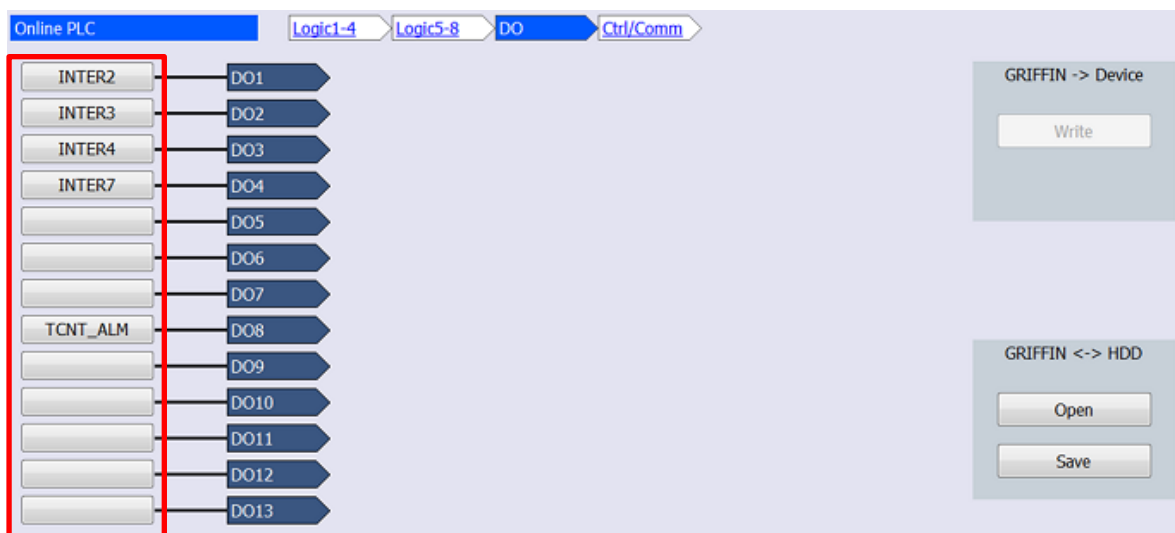 Online PLC Logic1-4 Logic5-8 DO Ctrl/Comm
INTER2 DO1
INTER3 DO2
INTER4 DO3
INTER7 DO4
DO5
DO6
DO7
TCNT_ALM DO8
DO9
DO10
DO11
DO12
DO13
GRIFFIN -> Device
Write
GRIFFIN <-> HDD
Open
Save